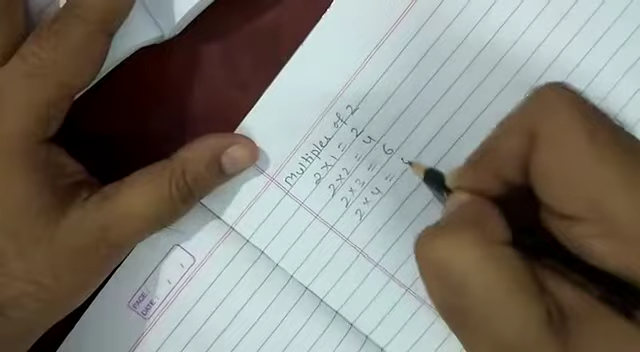 Multiples of 2
2 × 1 = 2
2 × 2 = 4
2 × 3 = 6
2 × 4 =
PAGE:
DATE: